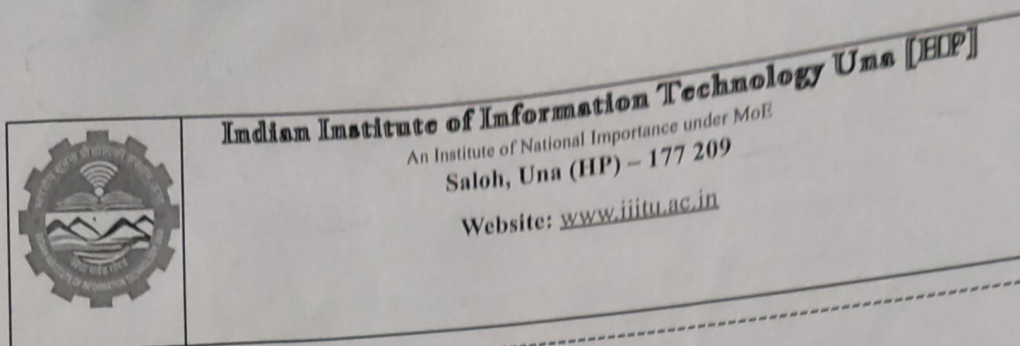 Indian Institute of Information Technology Una [HP]
An Institute of National Importance under MoE
Saloh, Una (HP) – 177 209
Website: www.iiitu.ac.in